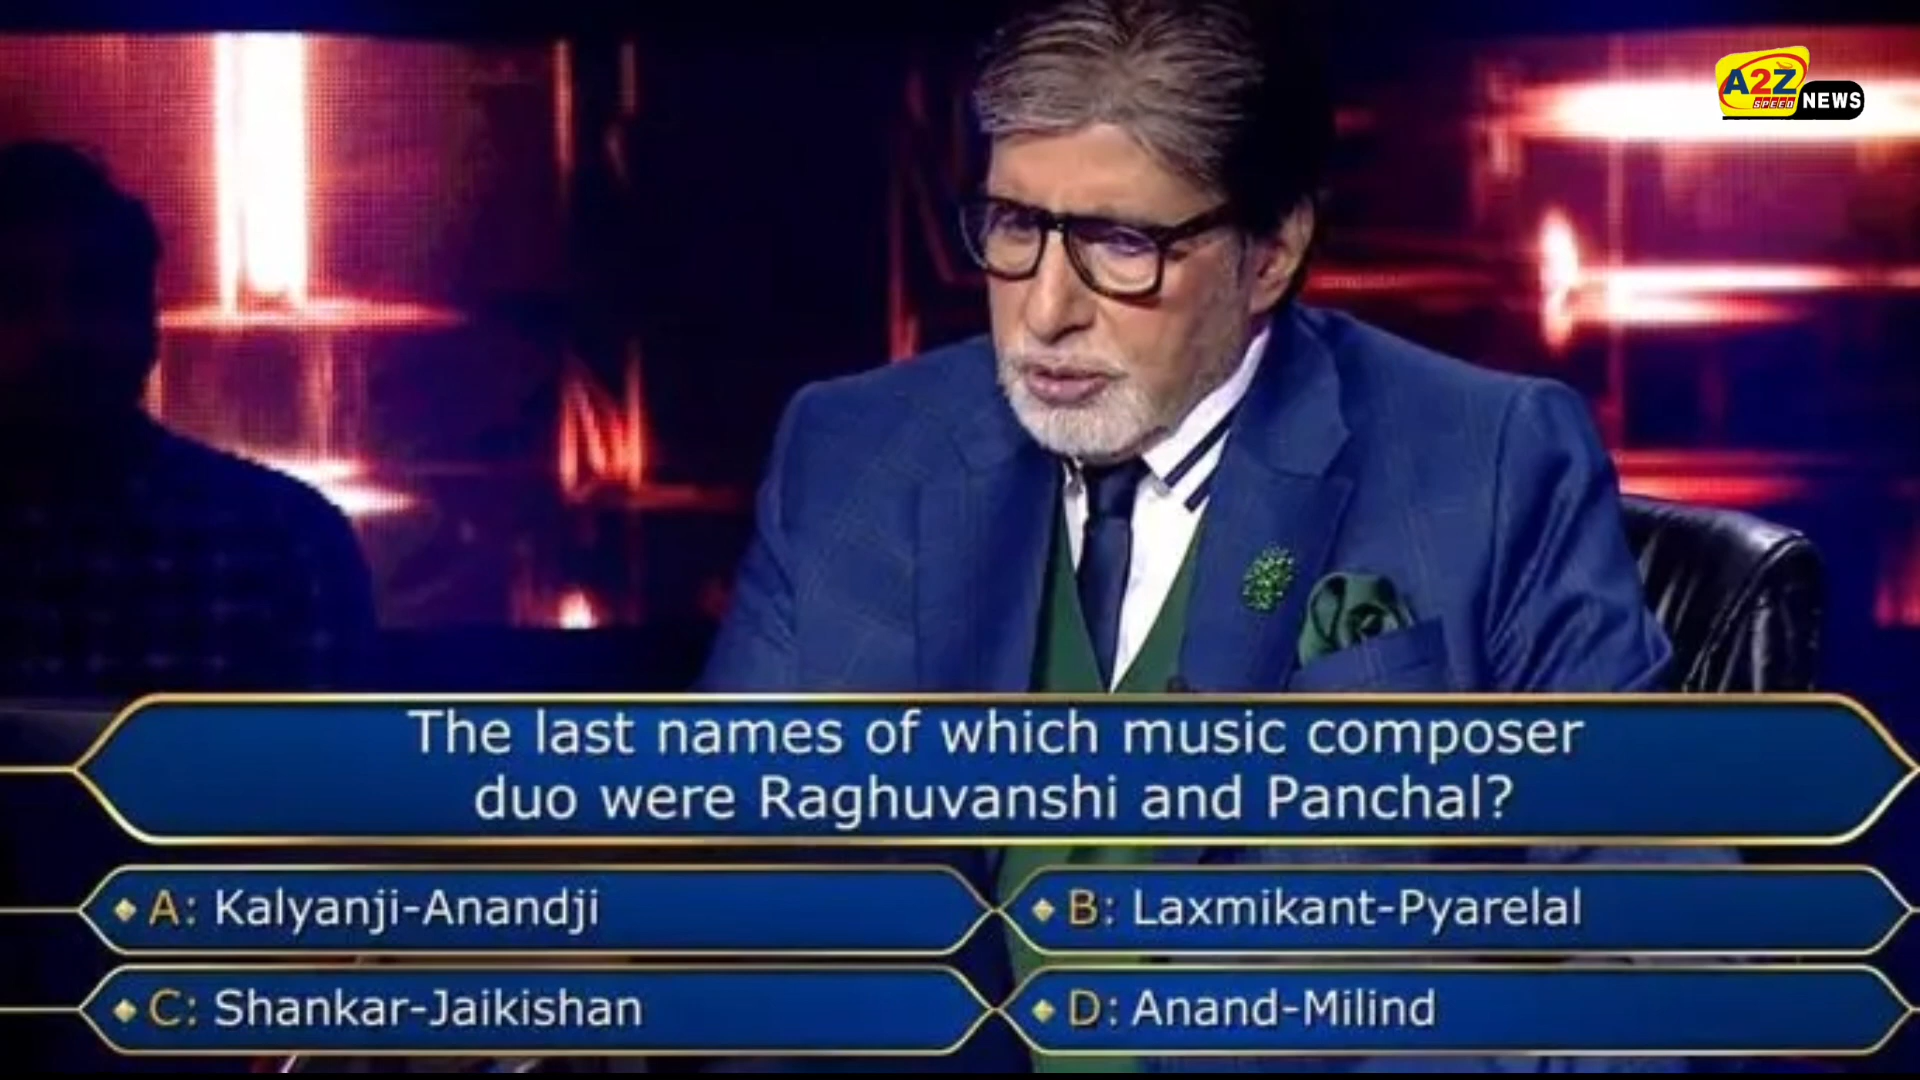 A2Z
SPEED NEWS
The last names of which music composer
duo were Raghuvanshi and Panchal?
A: Kalyanji-Anandji
B: Laxmikant-Pyarelal
C: Shankar-Jaikishan
D: Anand-Milind